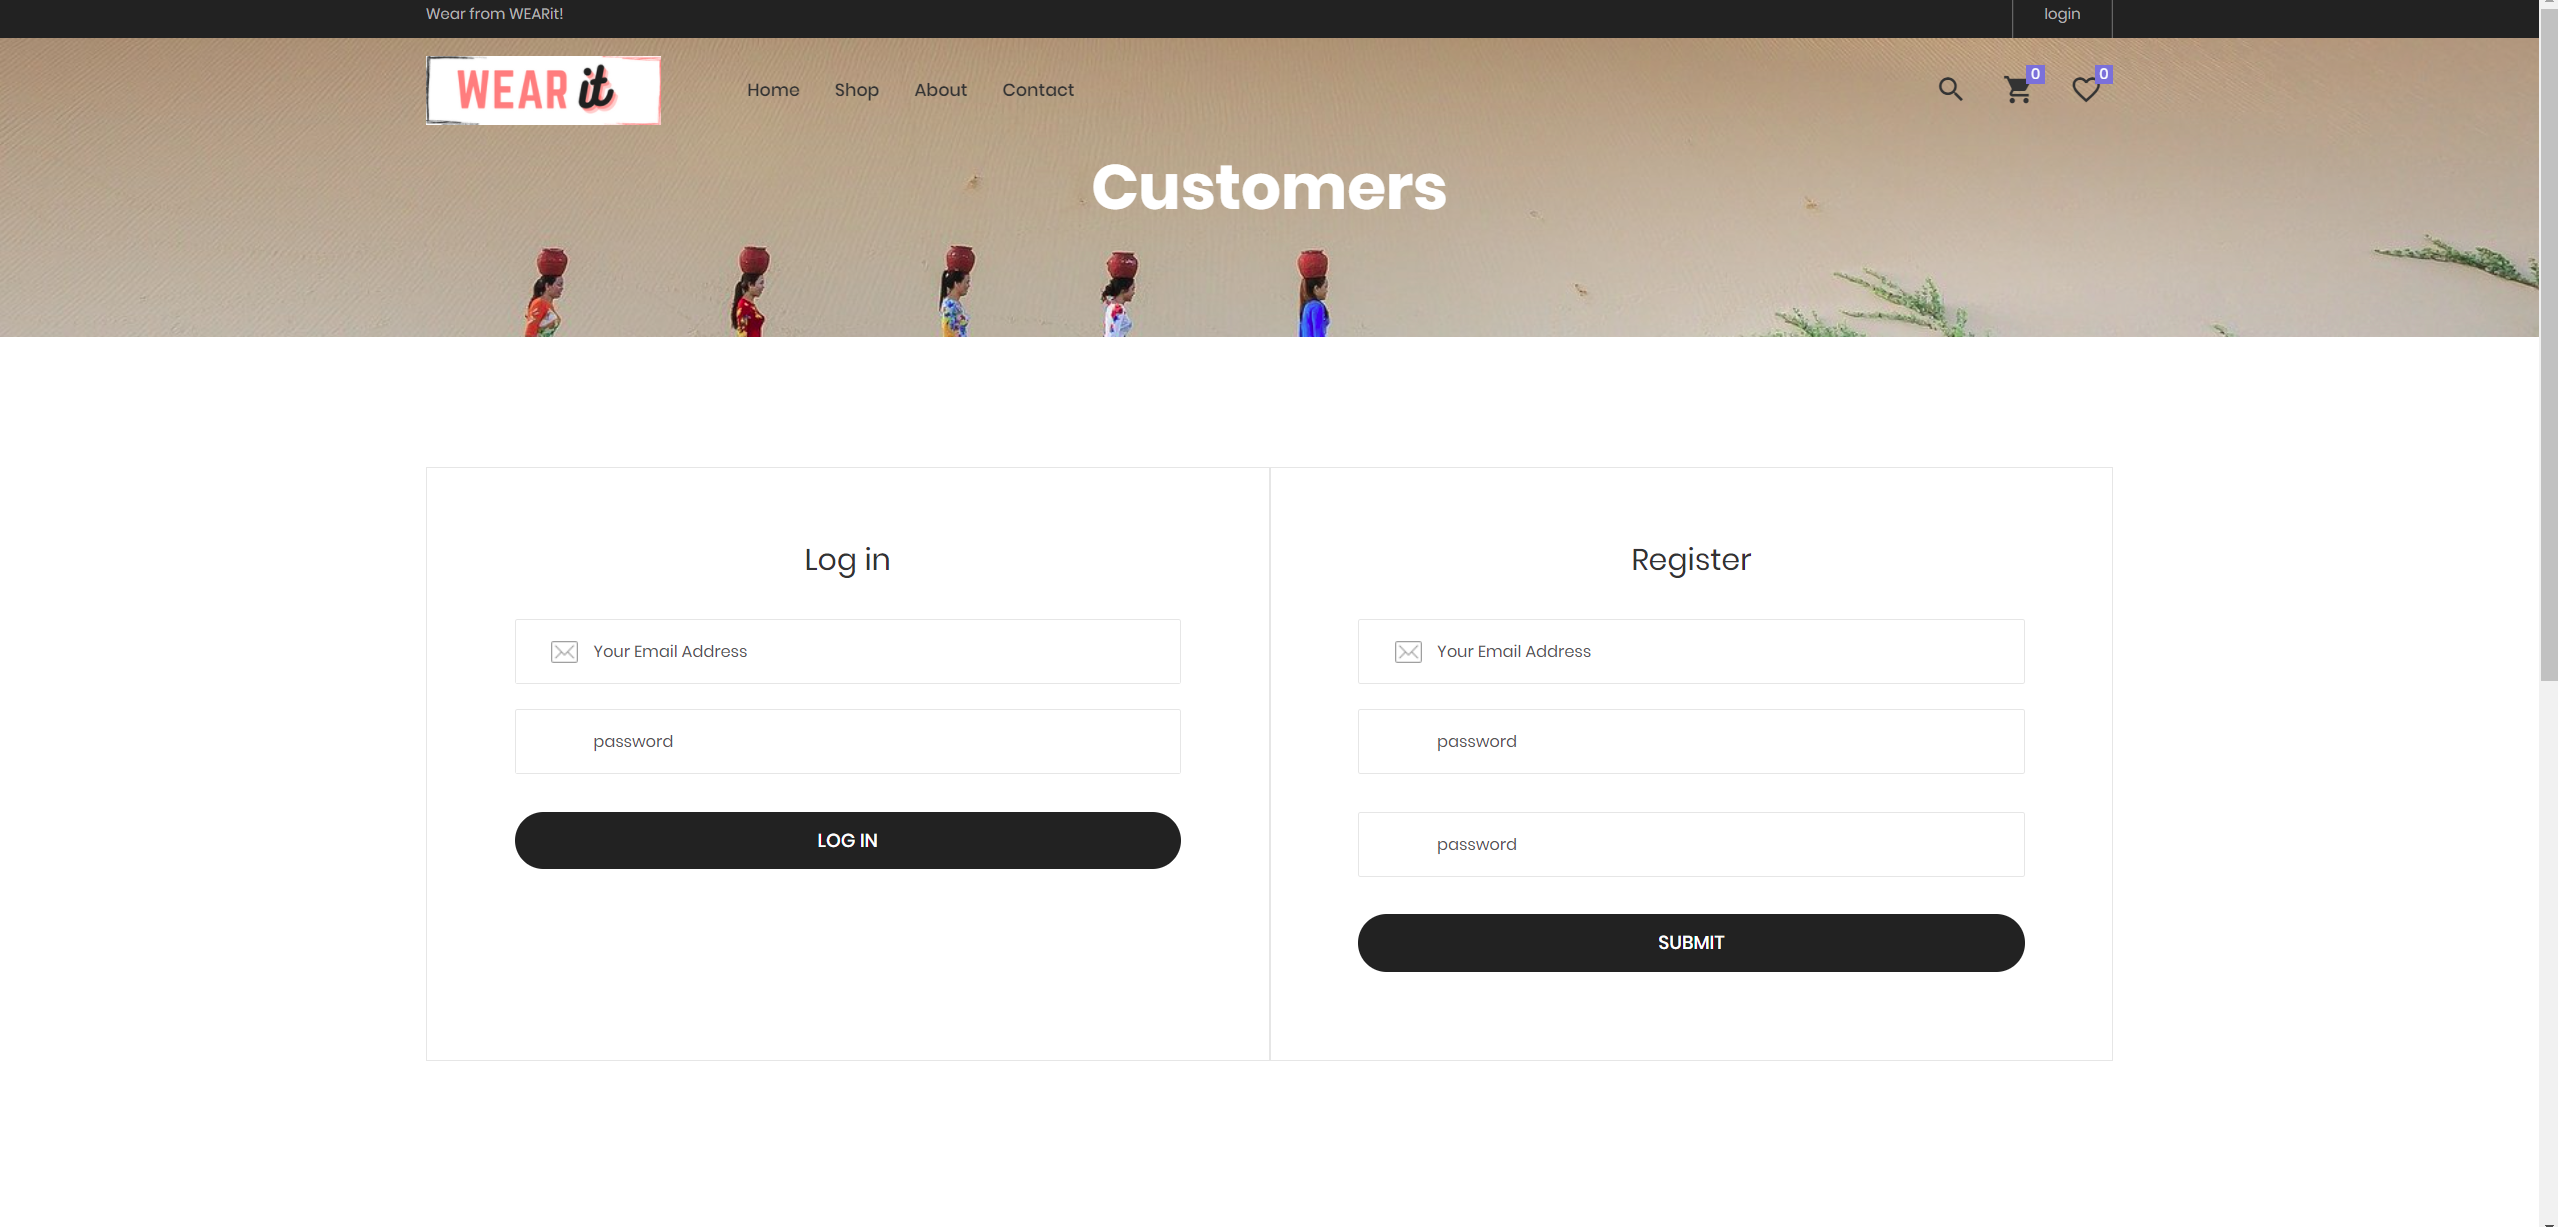 Wear from WEARit!
login
WEAR it
Home
Shop
About
Contact
0
0
Customers
Log in
Your Email Address
password
LOG IN
Register
Your Email Address
password
password
SUBMIT